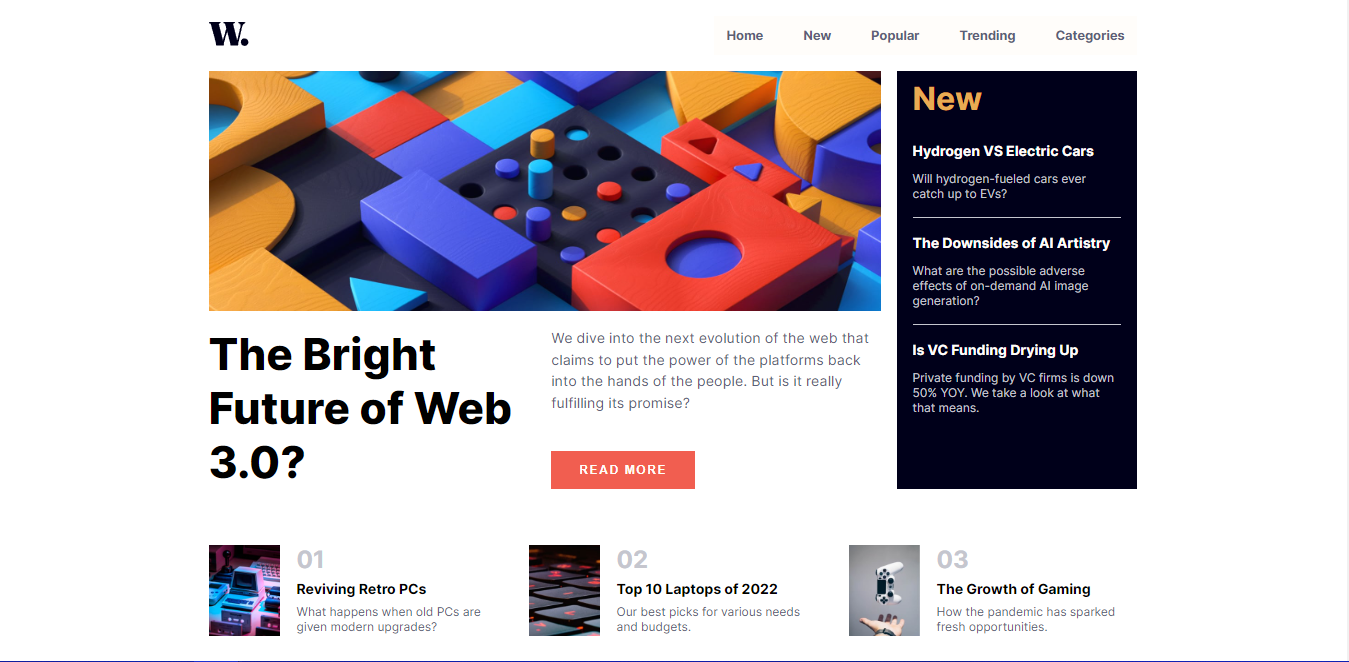 W.
Home New Popular Trending Categories
The Bright
Future of Web
3.0?
We dive into the next evolution of the web that
claims to put the power of the platforms back
into the hands of the people. But is it really
fulfilling its promise?
READ MORE
New
Hydrogen VS Electric Cars
Will hydrogen-fueled cars ever
catch up to EVs?
The Downsides of AI Artistry
What are the possible adverse
effects of on-demand AI image
generation?
Is VC Funding Drying Up
Private funding by VC firms is down
50% YOY. We take a look at what
that means.
01
Reviving Retro PCs
What happens when old PCs are
given modern upgrades?
02
Top 10 Laptops of 2022
Our best picks for various needs
and budgets.
03
The Growth of Gaming
How the pandemic has sparked
fresh opportunities.